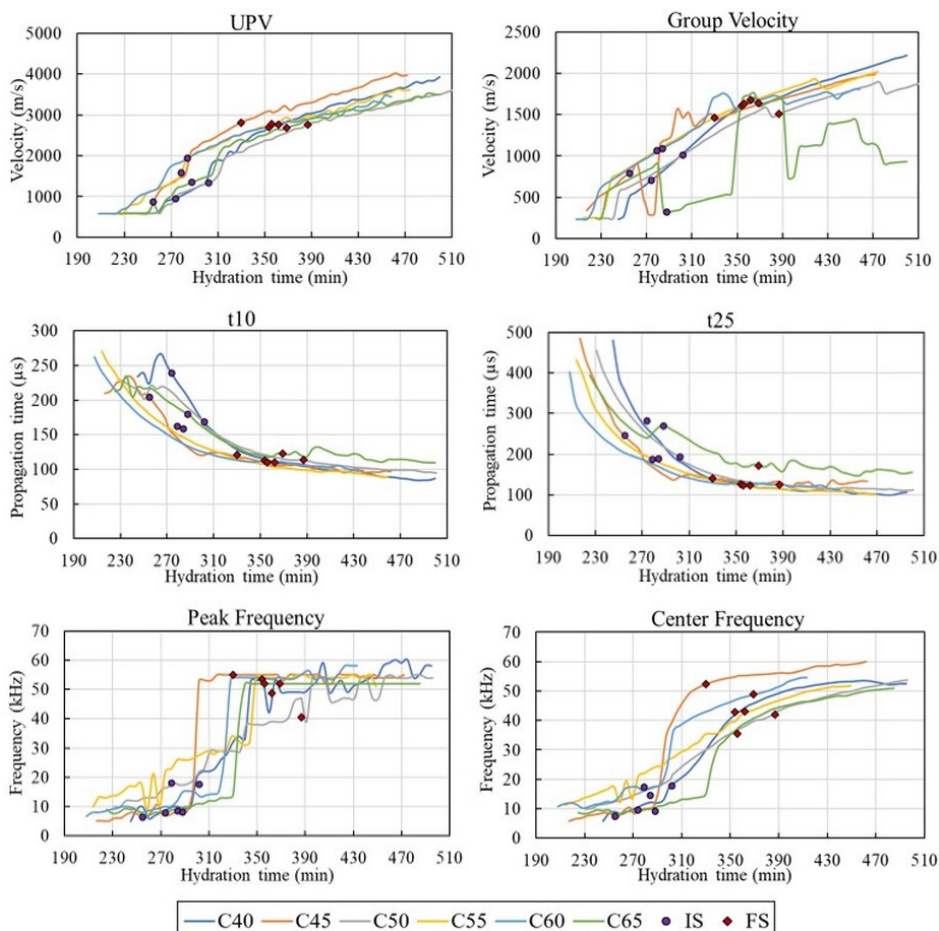 UPV
Group Velocity
Velocity (m/s)
5000
4000
3000
2000
1000
0
190 230 270 310 350 390 430 470 510
Hydration time (min)
Velocity (m/s)
2500
2000
1500
1000
500
0
190 230 270 310 350 390 430 470 510
Hydration time (min)
t10
t25
Propagation time (µs)
300
250
200
150
100
50
0
190 230 270 310 350 390 430 470 510
Hydration time (min)
Propagation time (µs)
500
400
300
200
100
0
190 230 270 310 350 390 430 470 510
Hydration time (min)
Peak Frequency
Center Frequency
Frequency (kHz)
70
60
50
40
30
20
10
0
190 230 270 310 350 390 430 470 510
Hydration time (min)
Frequency (kHz)
70
60
50
40
30
20
10
0
190 230 270 310 350 390 430 470 510
Hydration time (min)
C40 C45 C50 C55 C60 C65 IS FS